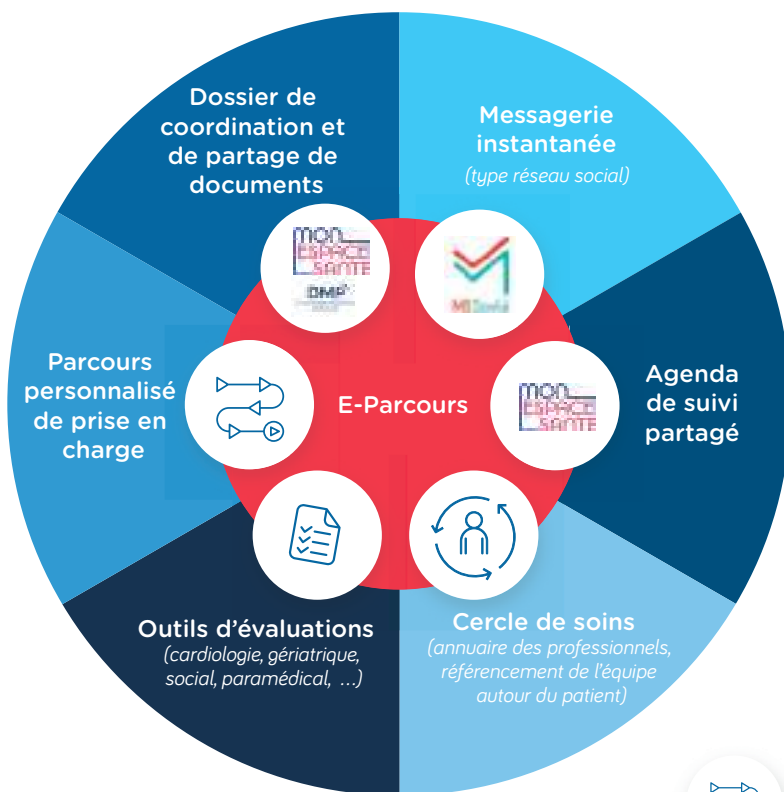 Dossier de
coordination et
de partage de
documents
Messagerie
instantanée
(type réseau social)
mon
ESPACE
SANTÉ
DMP
Parcours
personnalisé
de prise en
charge
E-Parcours
mon
ESPACE
SANTÉ
Agenda
de suivi
partagé
Outils d’évaluations
(cardiologie, gériatrique,
social, paramédical, …)
Cercle de soins
(annuaire des professionnels,
référencement de l’équipe
autour du patient)